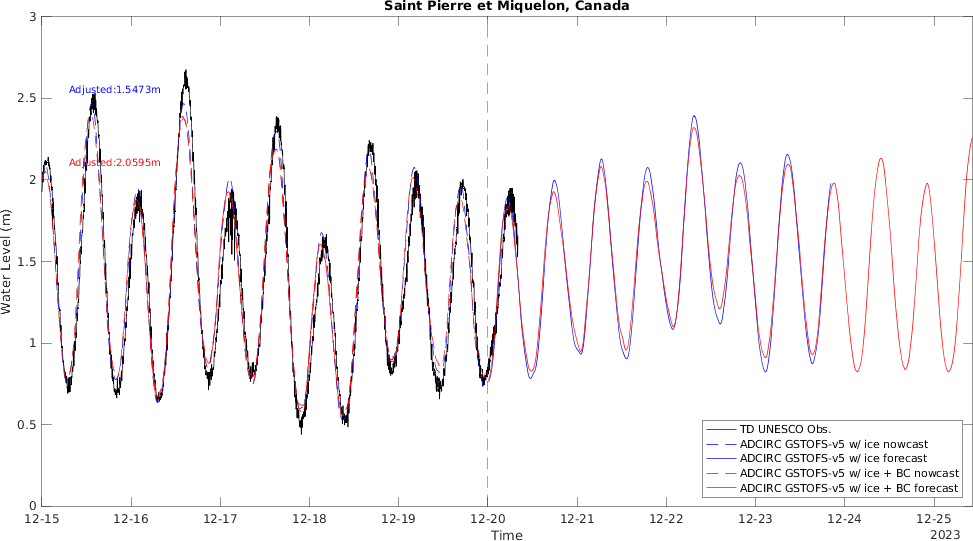 Saint Pierre et Miquelon, Canada
3
2.5
2
1.5
1
0.5
0
Water Level (m)
Adjusted:1.5473m
Adjusted:2.0595m
TD UNESCO Obs.
ADCIRC GSTOFS-v5 w/ ice nowcast
ADCIRC GSTOFS-v5 w/ ice forecast
ADCIRC GSTOFS-v5 w/ ice + BC nowcast
ADCIRC GSTOFS-v5 w/ ice + BC forecast
12-15 12-16 12-17 12-18 12-19 12-20 12-21 12-22 12-23 12-24 12-25
Time
2023